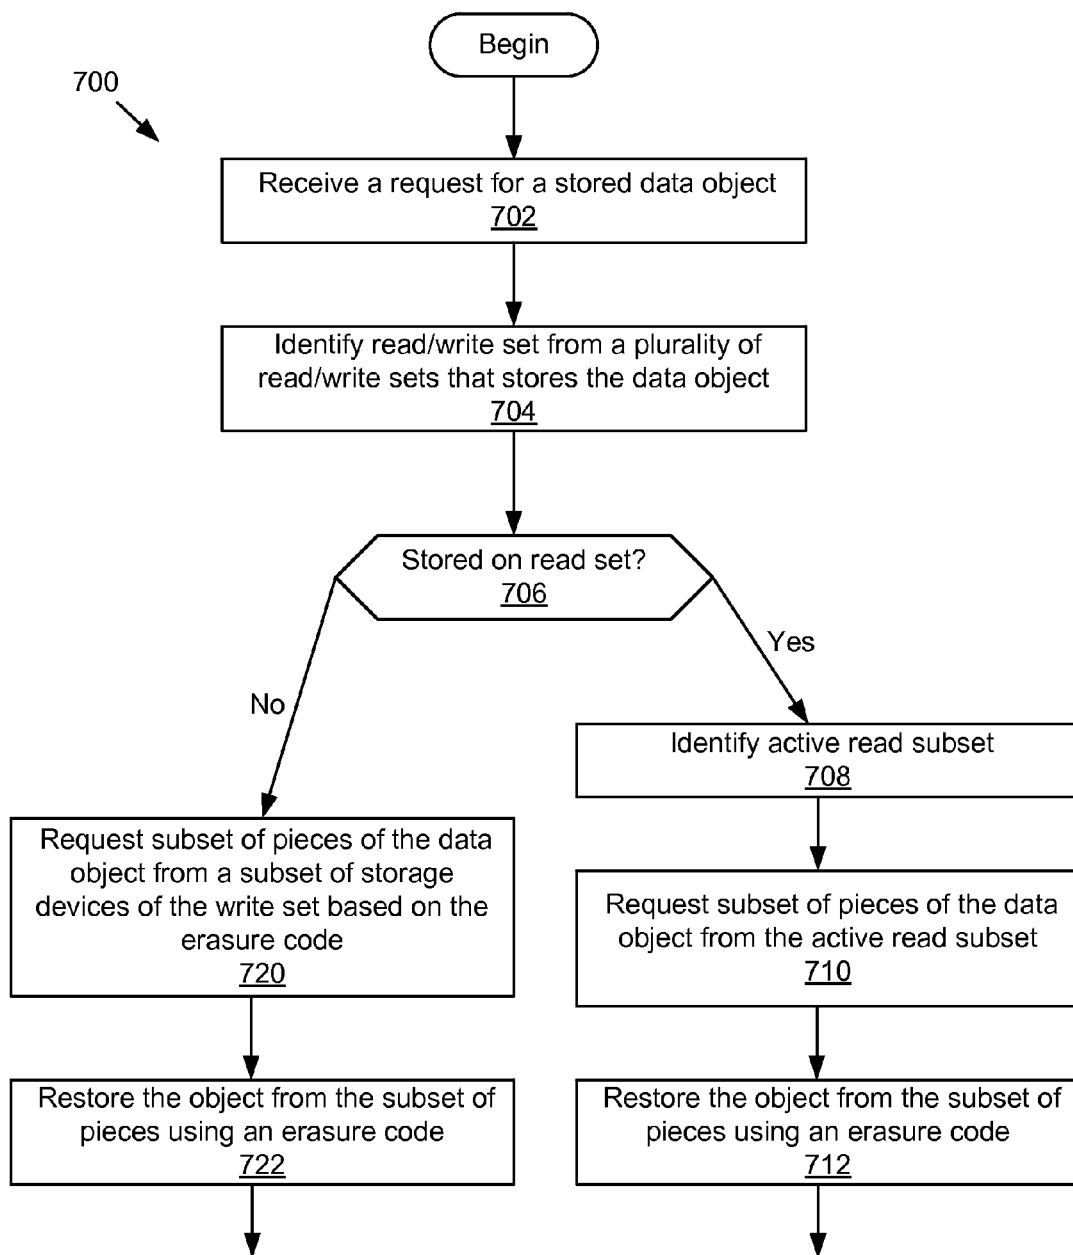 Begin
700
Receive a request for a stored data object
702
Identify read/write set from a plurality of
read/write sets that stores the data object
704
Stored on read set?
706
Yes
No
Identify active read subset
708
Request subset of pieces of the data
object from a subset of storage
devices of the write set based on the
erasure code
720
Request subset of pieces of the data
object from the active read subset
710
Restore the object from the subset of
pieces using an erasure code
722
Restore the object from the subset of
pieces using an erasure code
712